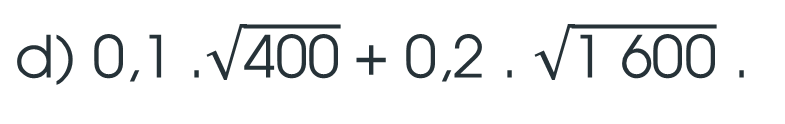 d) 0,1 .√400 + 0,2 . √1 600 .